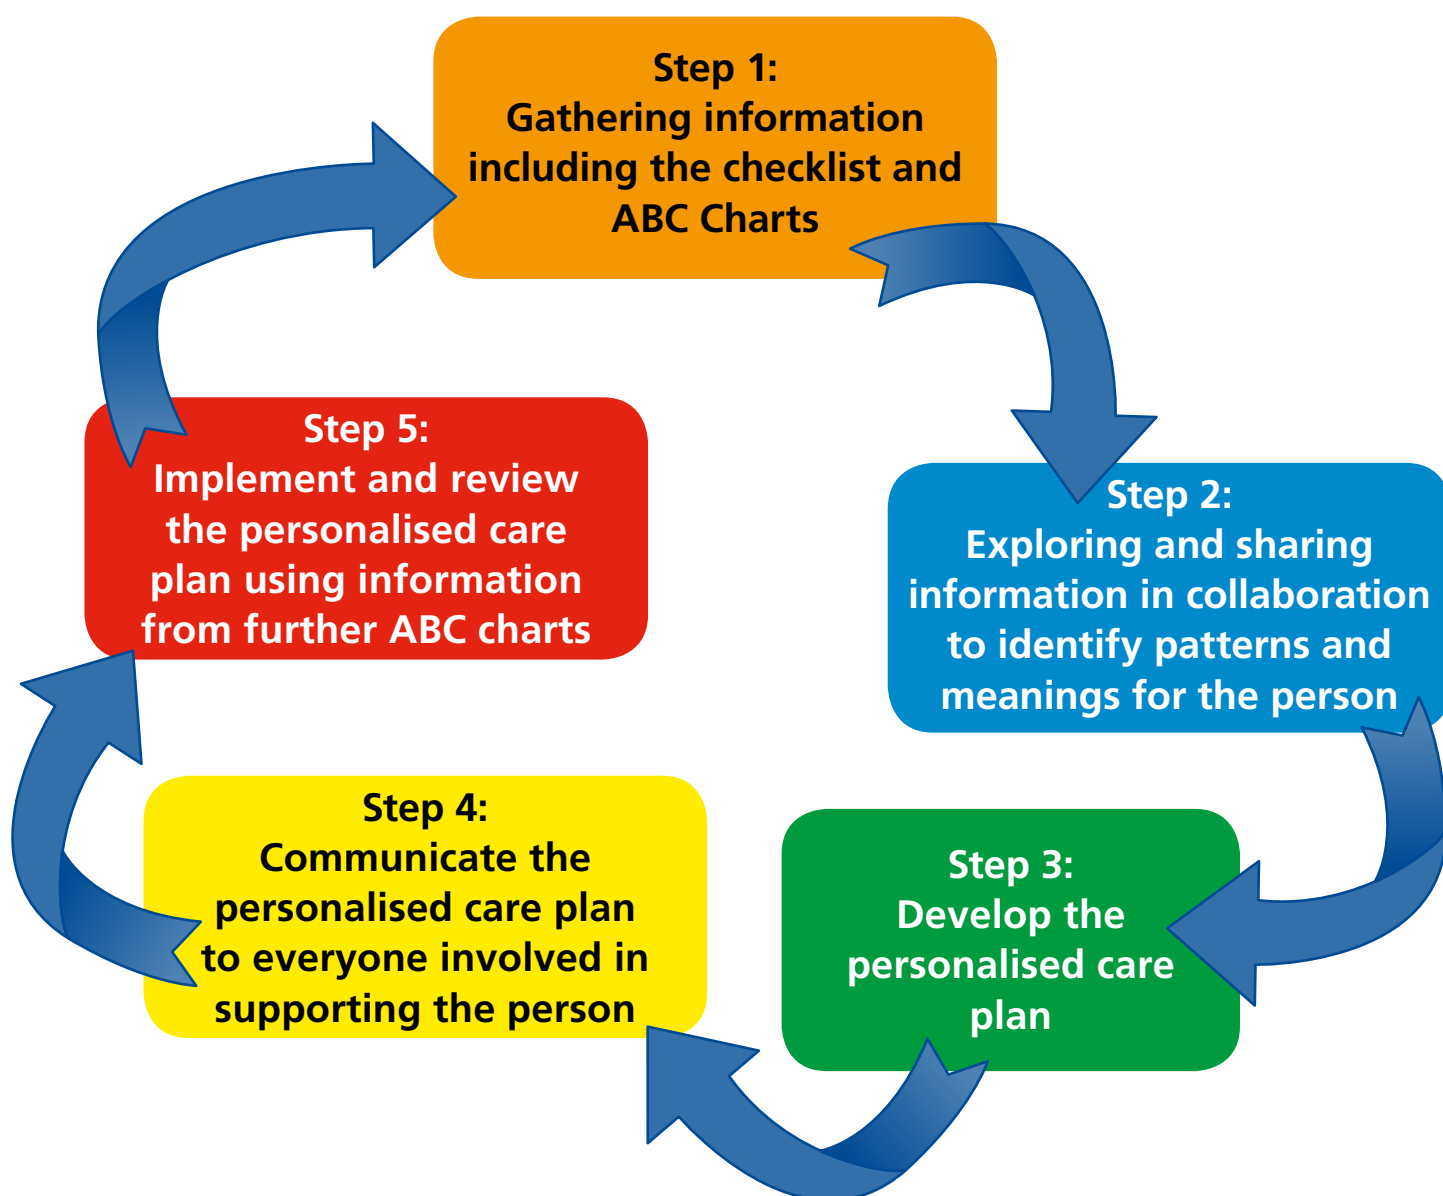 Step 1:
Gathering information
including the checklist and
ABC Charts
Step 2:
Exploring and sharing
information in collaboration
to identify patterns and
meanings for the person
Step 3:
Develop the
personalised care
plan
Step 4:
Communicate the
personalised care plan
to everyone involved in
supporting the person
Step 5:
Implement and review
the personalised care
plan using information
from further ABC charts